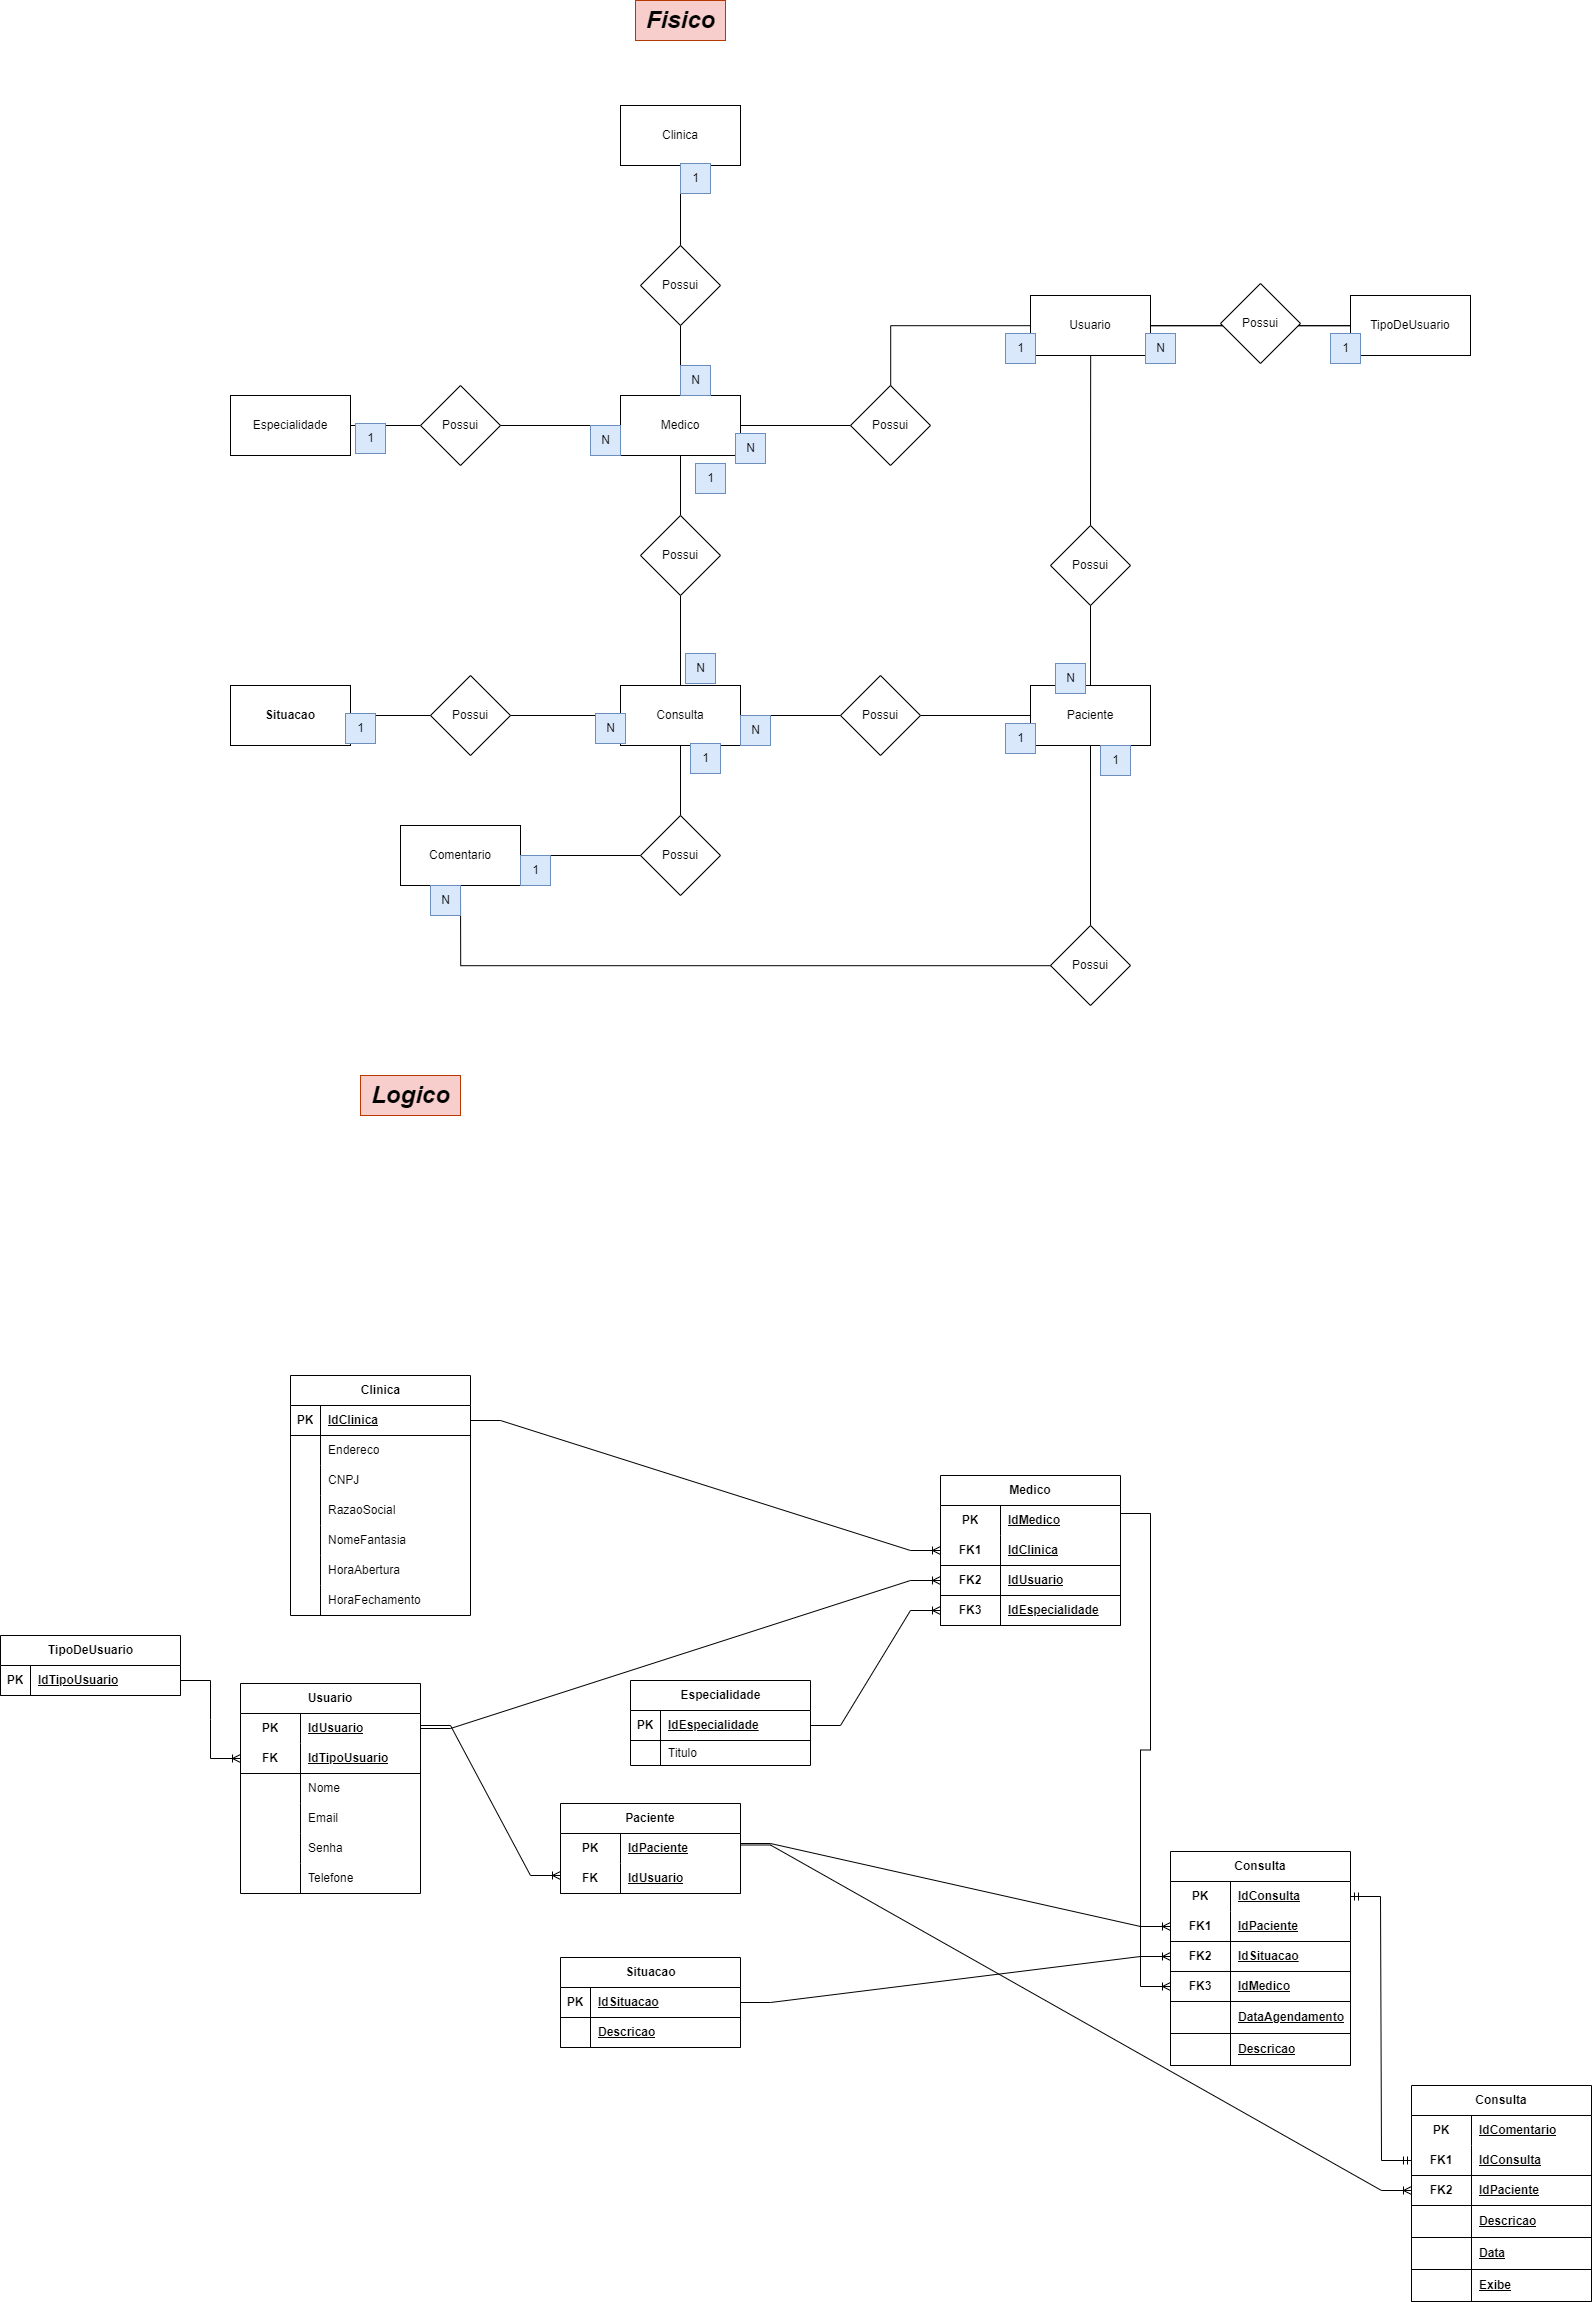 Fisico
Clinica
1
Possui
Usuario
Possui
TipoDeUsuario
1
N
1
N
Especialidade
Possui
Medico
Possui
1
N
N
1
Possui
Possui
N
N
Situacao
Possui
Consulta
Possui
Paciente
1
N
N
1
1
1
Comentario
Possui
1
N
Possui
Logico
Clinica
PK IdClinica
Endereco
CNPJ
RazaoSocial
NomeFantasia
HoraAbertura
HoraFechamento
Medico
PK IdMedico
FK1 IdClinica
FK2 IdUsuario
FK3 IdEspecialidade
TipoDeUsuario
PK IdTipoUsuario
Usuario
PK IdUsuario
FK IdTipoUsuario
Nome
Email
Senha
Telefone
Especialidade
PK IdEspecialidade
Titulo
Paciente
PK IdPaciente
FK IdUsuario
Situacao
PK IdSituacao
Descricao
Consulta
PK IdConsulta
FK1 IdPaciente
FK2 IdSituacao
FK3 IdMedico
DataAgendamento
Descricao
Consulta
PK IdComentario
FK1 IdConsulta
FK2 IdPaciente
Descricao
Data
Exibe